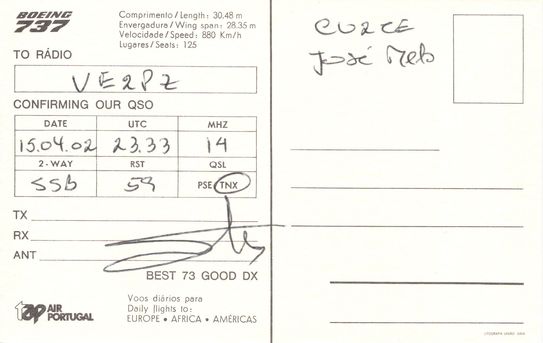 BOEING
737
Comprimento/Length: 30,48 m
Envergadura/Wing span: 28.35 m
Velocidade/Speed: 880 Km/h
Lugares/Seats: 125
TO RÁDIO
VE2PZ
CONFIRMING OUR QSO
DATE UTC MHZ
15.04.02 23.33 14
2-WAY RST QSL
SSB 59 PSE TNX
TX
RX
ANT
BEST 73 GOOD DX
tap AIR
PORTUGAL
Voos diários para
Daily flights to:
EUROPE • AFRICA • AMÉRICAS
José